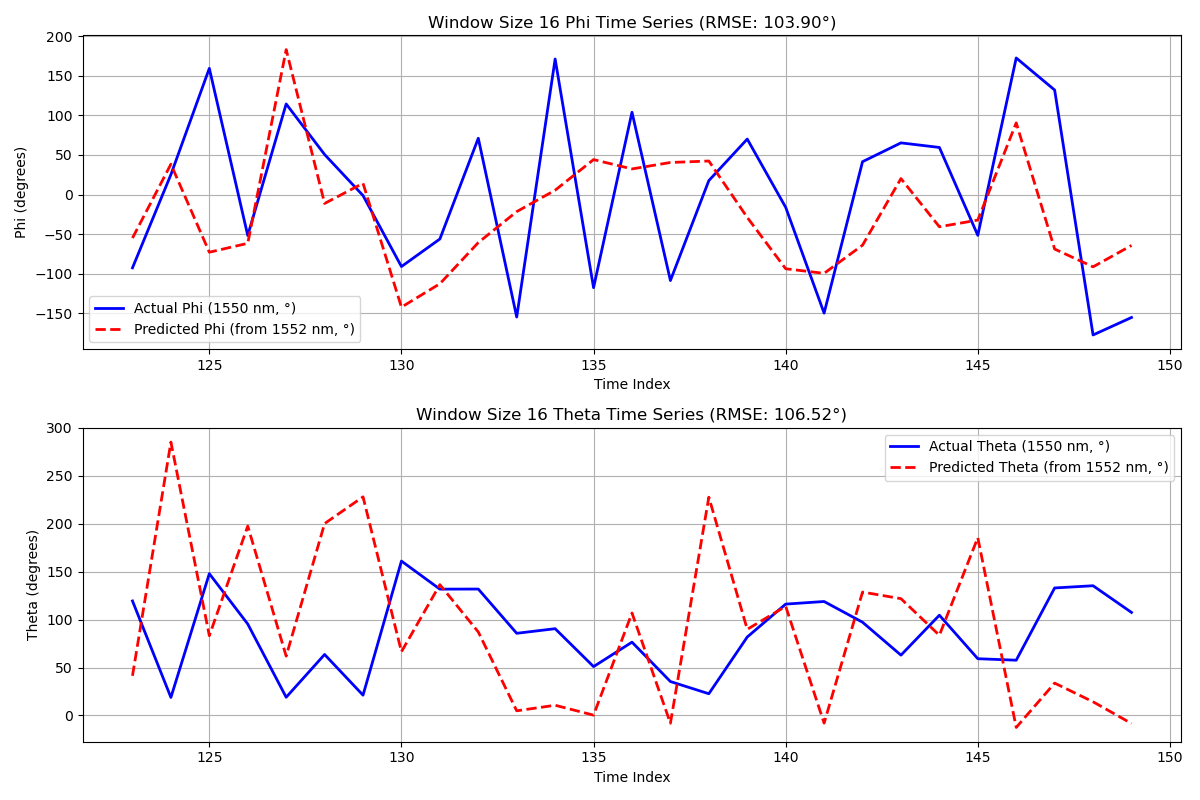 Window Size 16 Phi Time Series (RMSE: 103.90°)
200
150
100
50
0
−50
−100
−150
Phi (degrees)
Actual Phi (1550 nm, °)
Predicted Phi (from 1552 nm, °)
125 130 135 140 145 150
Time Index
Window Size 16 Theta Time Series (RMSE: 106.52°)
300
250
200
150
100
50
0
Theta (degrees)
Actual Theta (1550 nm, °)
Predicted Theta (from 1552 nm, °)
125 130 135 140 145 150
Time Index